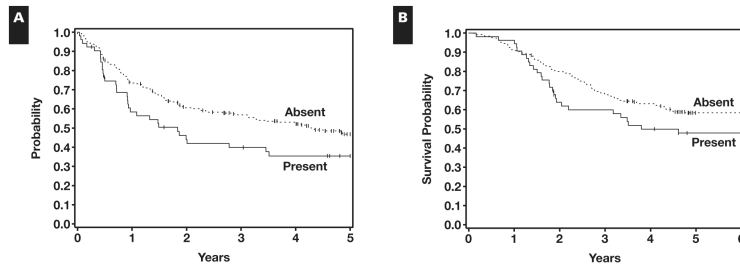 A
1.0
0.9
0.8
0.7
0.6
0.5
0.4
0.3
0.2
0.1
0.0
Probability
Absent
Present
0 1 2 3 4 5
Years
B
1.0
0.9
0.8
0.7
0.6
0.5
0.4
0.3
0.2
0.1
0.0
Survival Probability
Absent
Present
0 1 2 3 4 5 6
Years